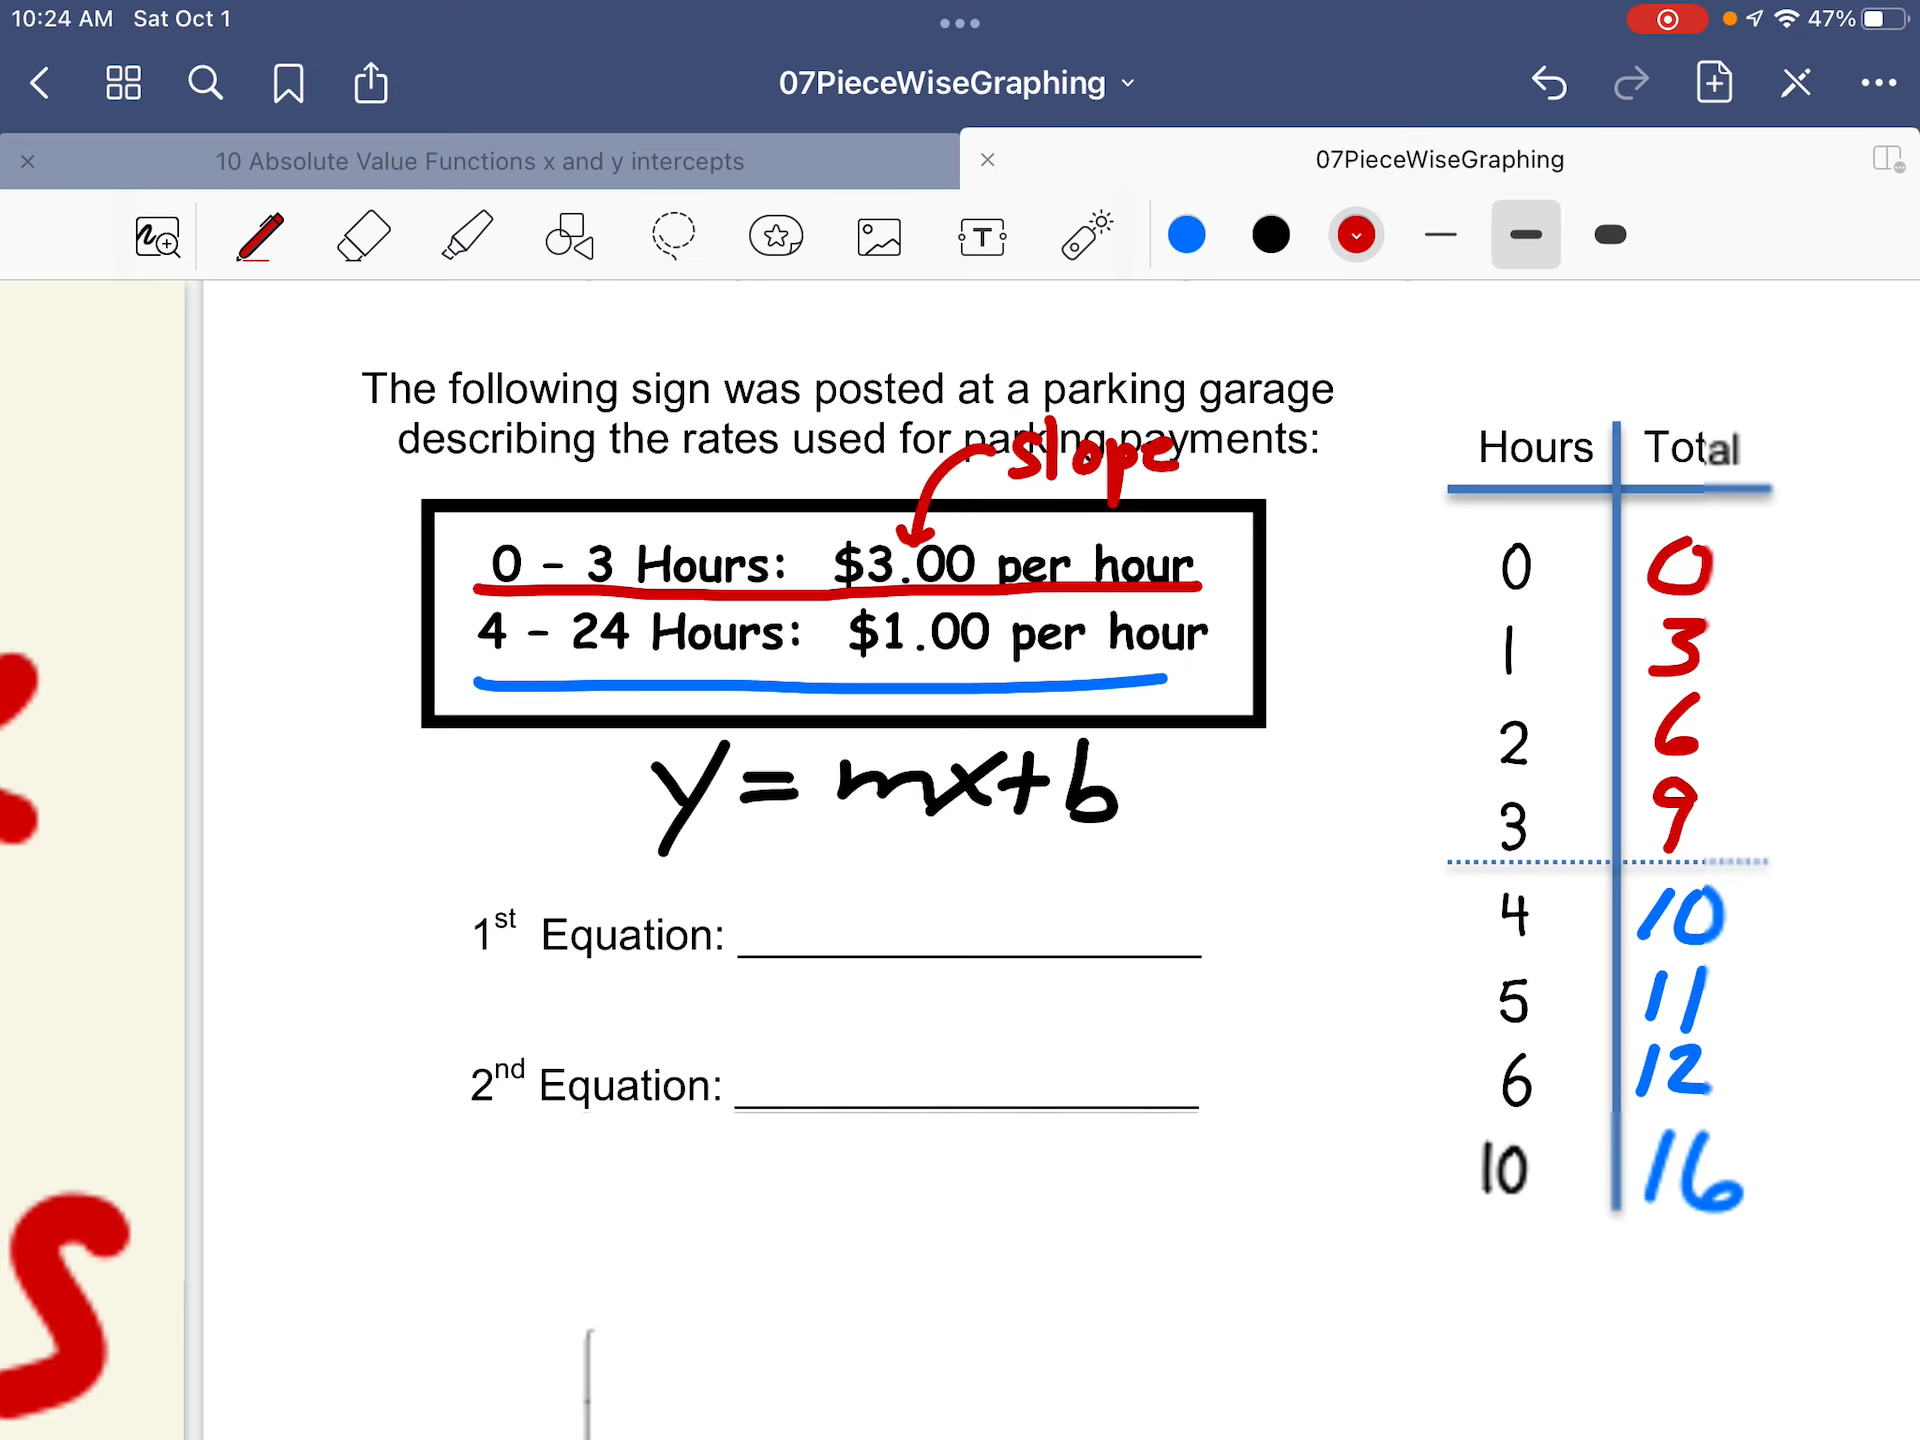 10:24 AM Sat Oct 1
47%
07PieceWiseGraphing
10 Absolute Value Functions x and y intercepts
07PieceWiseGraphing
The following sign was posted at a parking garage
describing the rates used for parking payments:
slope
0 - 3 Hours: $3.00 per hour
4 - 24 Hours: $1.00 per hour
y = mx+b
1st Equation:
2nd Equation:
Hours Total
0 0
1 3
2 6
3 9
4 10
5 11
6 12
10 16